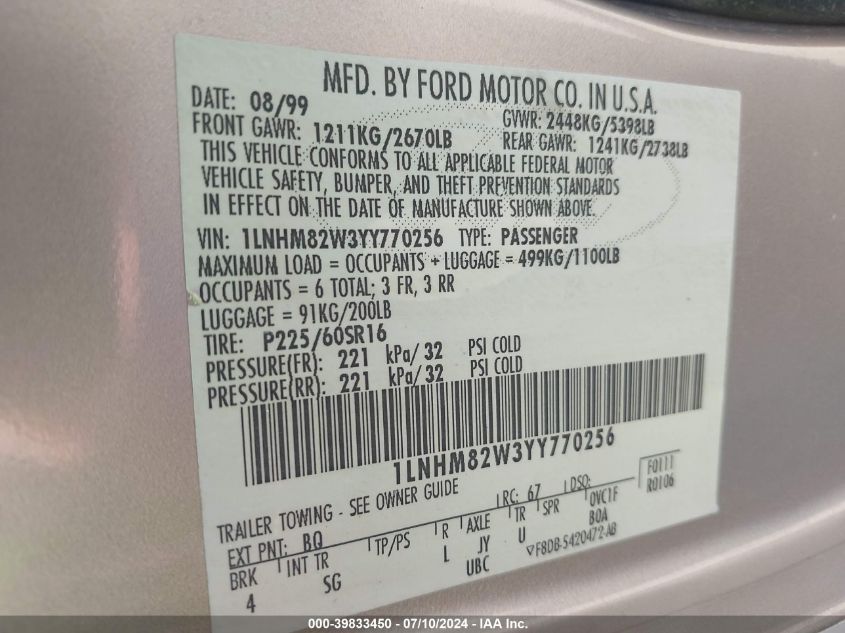 MFD. BY FORD MOTOR CO. IN U.S.A.
DATE: 08/99 GVWR: 2448KG/5398LB
FRONT GAWR: 1211KG/2670LB REAR GAWR: 1241KG/2738LB
THIS VEHICLE CONFORMS TO ALL APPLICABLE FEDERAL MOTOR
VEHICLE SAFETY, BUMPER, AND THEFT PREVENTION STANDARDS
IN EFFECT ON THE DATE OF MANUFACTURE SHOWN ABOVE.
VIN: 1LNHM82W3YY770256 TYPE: PASSENGER
MAXIMUM LOAD = OCCUPANTS + LUGGAGE = 499KG/1100LB
OCCUPANTS = 6 TOTAL; 3 FR, 3 RR
LUGGAGE = 91KG/200LB
TIRE: P225/60SR16
PRESSURE(FR): 221 kPa/ 32 PSI COLD
PRESSURE(RR): 221 kPa/ 32 PSI COLD
1LNHM82W3YY770256
TRAILER TOWING - SEE OWNER GUIDE
EXT PNT: BQ RC: 67 DSO: F0111
R0106
BRK INT TR TP/PS R AXLE TR SPR OVC1F
4 SG L JY U BOA
UBC ▽F8DB-5420472-AB
000-39833450 - 07/10/2024 - IAA Inc.